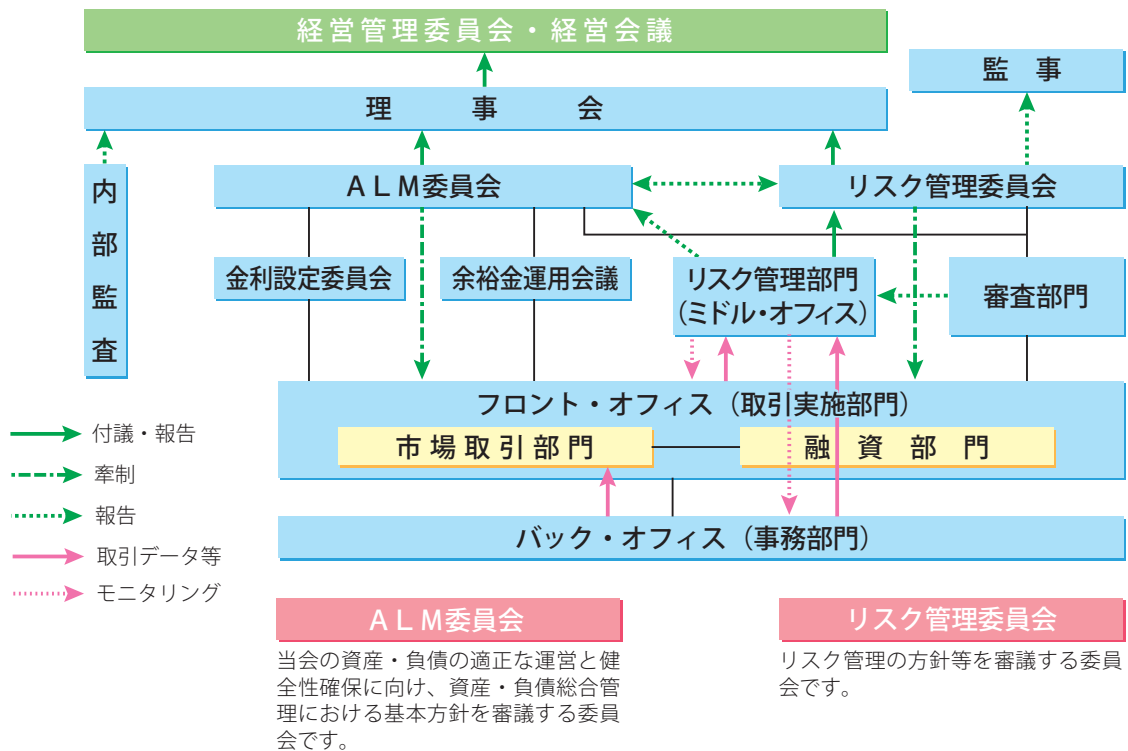 経営管理委員会・経営会議
監事
理事会
内部監査
ALM委員会
リスク管理委員会
金利設定委員会
余裕金運用会議
リスク管理部門
(ミドル・オフィス)
審査部門
フロント・オフィス(取引実施部門)
市場取引部門
融資部門
バック・オフィス(事務部門)
付議・報告
牽制
報告
取引データ等
モニタリング
ALM委員会
当会の資産・負債の適正な運営と健
全性確保に向け、資産・負債総合管
理における基本方針を審議する委員
会です。
リスク管理委員会
リスク管理の方針等を審議する委員
会です。